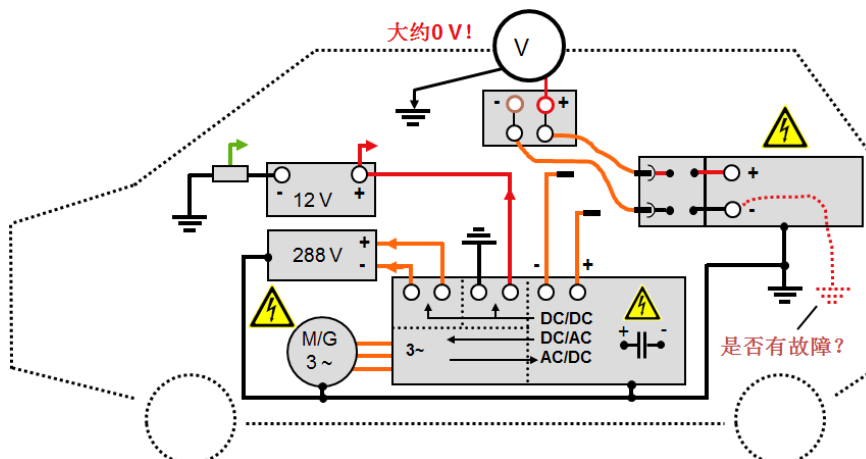 大约0 V!
V
- +
12 V
- +
+
-
288 V
+
-
- +
DC/DC
DC/AC
AC/DC
+ -
M/G
3 ~
3~
是否有故障?